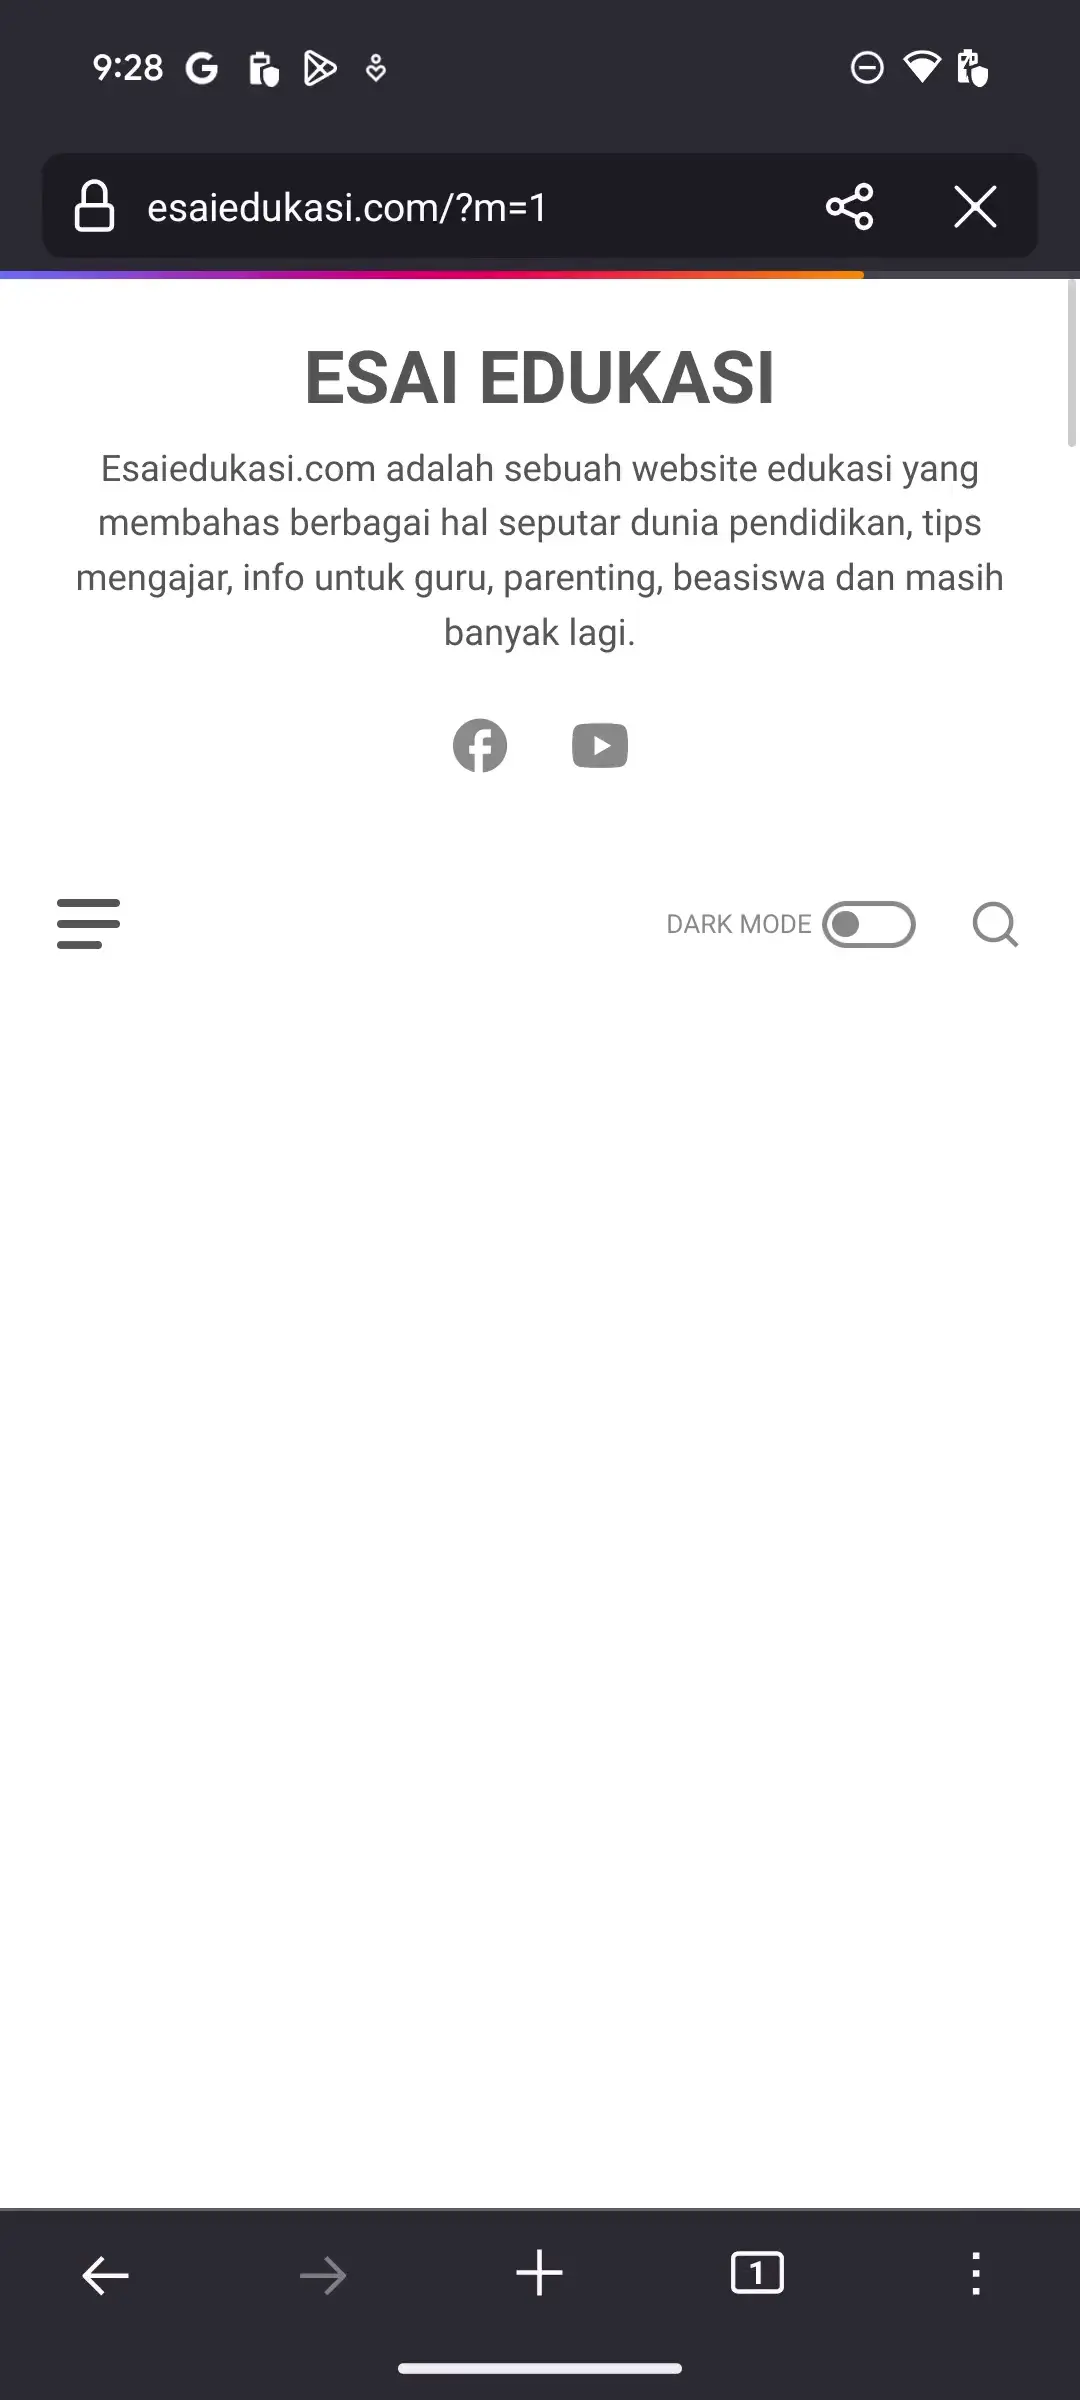 9:28
esaiedukasi.com/?m=1
ESAI EDUKASI
Esaiedukasi.com adalah sebuah website edukasi yang
membahas berbagai hal seputar dunia pendidikan, tips
mengajar, info untuk guru, parenting, beasiswa dan masih
banyak lagi.
DARK MODE
1